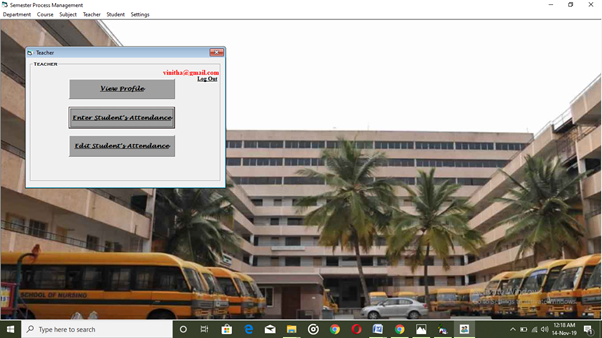 Semester Process Management
Department Course Subject Teacher Student Settings
Teacher
TEACHER
vinitha@gmail.com
Log Out
View Profile
Enter Student's Attendance
Edit Student's Attendance
SCHOOL OF NURSING
Type here to search
12:18 AM
14-Nov-19